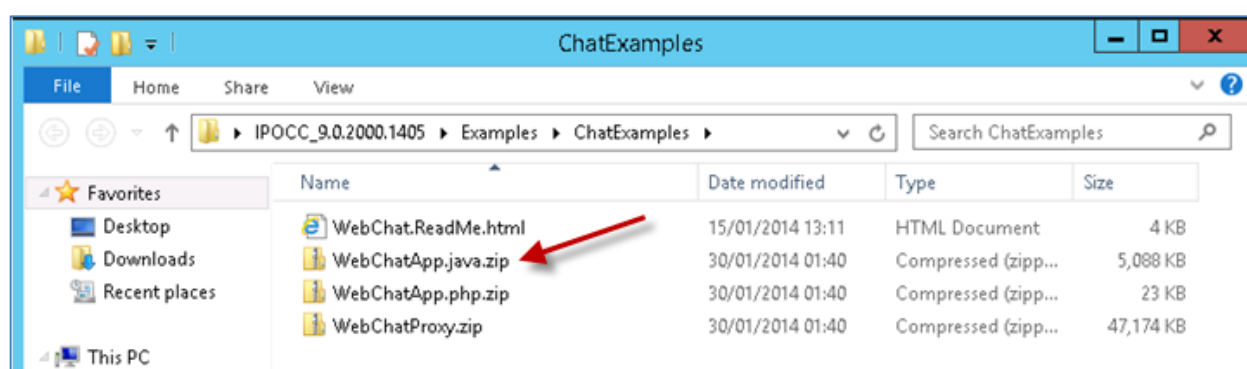 ChatExamples
File Home Share View
IPOCC_9.0.2000.1405 Examples ChatExamples Search ChatExamples
Favorites
Desktop
Downloads
Recent places
This PC
Name Date modified Type Size
WebChat.ReadMe.html 15/01/2014 13:11 HTML Document 4 KB
WebChatApp.java.zip 30/01/2014 01:40 Compressed (zipp... 5,088 KB
WebChatApp.php.zip 30/01/2014 01:40 Compressed (zipp... 23 KB
WebChatProxy.zip 30/01/2014 01:40 Compressed (zipp... 47,174 KB